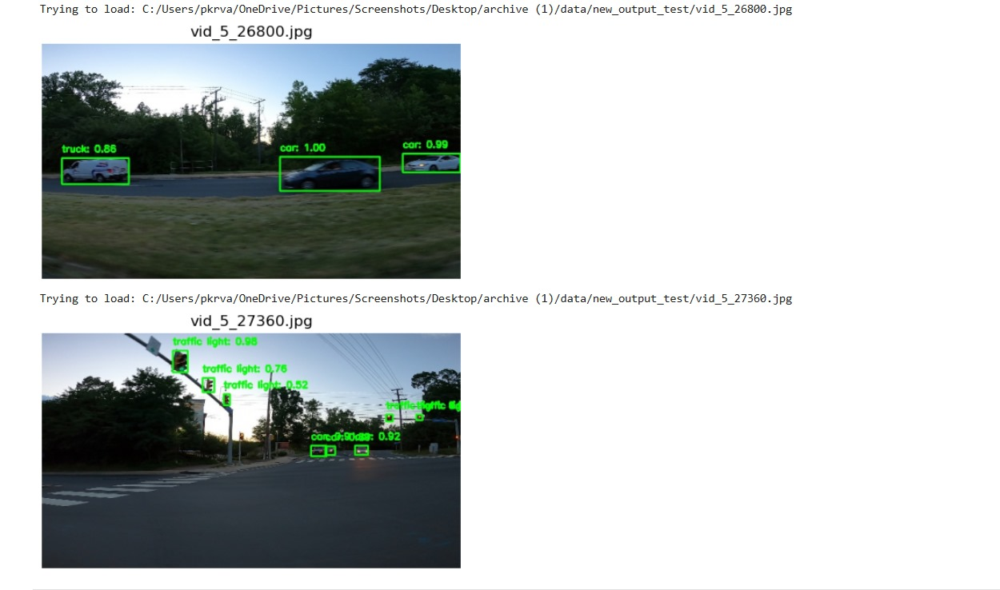 Trying to load: C:/Users/pkrva/OneDrive/Pictures/Screenshots/Desktop/archive (1)/data/new_output_test/vid_5_26800.jpg
vid_5_26800.jpg
truck: 0.86
car: 1.00
car: 0.99
Trying to load: C:/Users/pkrva/OneDrive/Pictures/Screenshots/Desktop/archive (1)/data/new_output_test/vid_5_27360.jpg
vid_5_27360.jpg
traffic light: 0.98
traffic light: 0.76
traffic light: 0.52
traffic
car: 0.92